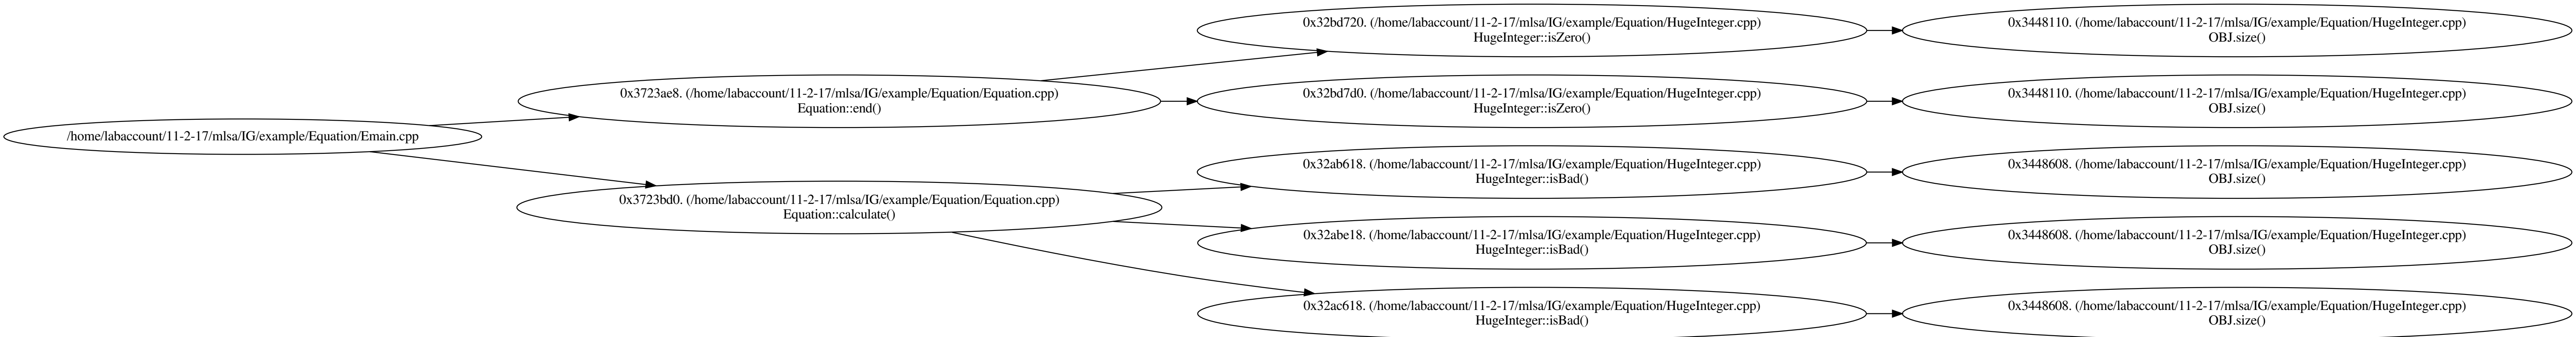 0x32bd720. (/home/labaccount/11-2-17/mlsa/IG/example/Equation/HugeInteger.cpp)
HugeInteger::isZero()
0x3448110. (/home/labaccount/11-2-17/mlsa/IG/example/Equation/HugeInteger.cpp)
OBJ.size()
0x3723ae8. (/home/labaccount/11-2-17/mlsa/IG/example/Equation/Equation.cpp)
Equation::end()
0x32bd7d0. (/home/labaccount/11-2-17/mlsa/IG/example/Equation/HugeInteger.cpp)
HugeInteger::isZero()
0x3448110. (/home/labaccount/11-2-17/mlsa/IG/example/Equation/HugeInteger.cpp)
OBJ.size()
/home/labaccount/11-2-17/mlsa/IG/example/Equation/Emain.cpp
0x32ab618. (/home/labaccount/11-2-17/mlsa/IG/example/Equation/HugeInteger.cpp)
HugeInteger::isBad()
0x3448608. (/home/labaccount/11-2-17/mlsa/IG/example/Equation/HugeInteger.cpp)
OBJ.size()
0x3723bd0. (/home/labaccount/11-2-17/mlsa/IG/example/Equation/Equation.cpp)
Equation::calculate()
0x32abe18. (/home/labaccount/11-2-17/mlsa/IG/example/Equation/HugeInteger.cpp)
HugeInteger::isBad()
0x3448608. (/home/labaccount/11-2-17/mlsa/IG/example/Equation/HugeInteger.cpp)
OBJ.size()
0x32ac618. (/home/labaccount/11-2-17/mlsa/IG/example/Equation/HugeInteger.cpp)
HugeInteger::isBad()
0x3448608. (/home/labaccount/11-2-17/mlsa/IG/example/Equation/HugeInteger.cpp)
OBJ.size()